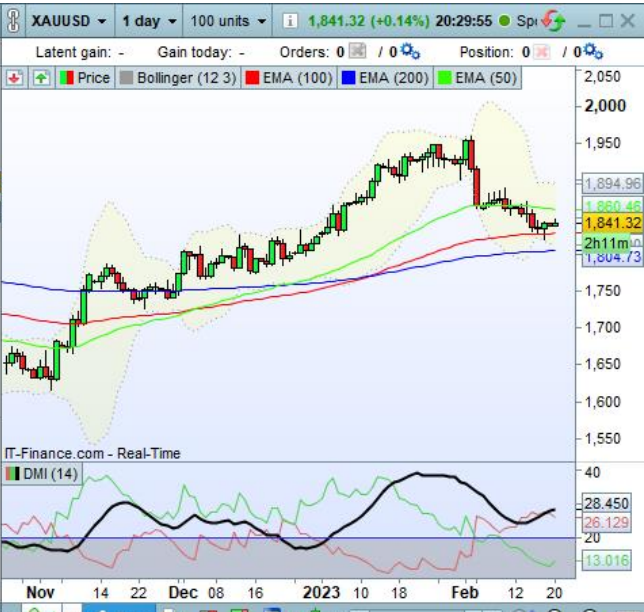 XAUUSD 1 day 100 units i 1,841.32 (+0.14%) 20:29:55
Latent gain: - Gain today: - Orders: 0 / 0 Position: 0 / 0
Price Bollinger (12 3) EMA (100) EMA (200) EMA (50)
2,050
2,000
1,950
1,894.96
1,860.46
1,841.32
2h11m
1,804.73
1,750
1,700
1,650
1,600
1,550
IT-Finance.com - Real-Time
DMI (14)
40
28.450
26.129
20
13.016
Nov 14 22 Dec 08 16 2023 10 18 Feb 12 20